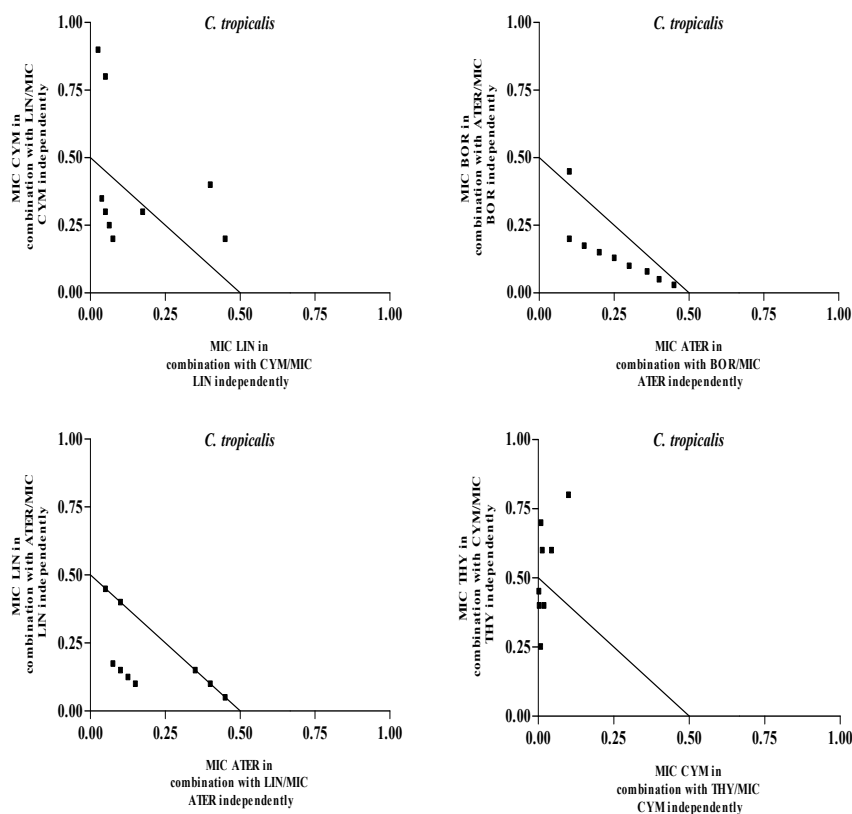 C. tropicalis
1.00
0.75
0.50
0.25
0.00
MIC CYM in
combination with LIN/MIC
CYM independently
0.00
0.25
0.50
0.75
1.00
MIC LIN in
combination with CYM/MIC
LIN independently
C. tropicalis
1.00
0.75
0.50
0.25
0.00
MIC BOR in
combination with ATER/MIC
BOR independently
0.00
0.25
0.50
0.75
1.00
MIC ATER in
combination with BOR/MIC
ATER independently
C. tropicalis
1.00
0.75
0.50
0.25
0.00
MIC LIN in
combination with ATER/MIC
LIN independently
0.00
0.25
0.50
0.75
1.00
MIC ATER in
combination with LIN/MIC
ATER independently
C. tropicalis
1.00
0.75
0.50
0.25
0.00
MIC THY in
combination with CYM/MIC
THY independently
0.00
0.25
0.50
0.75
1.00
MIC CYM in
combination with THY/MIC
CYM independently